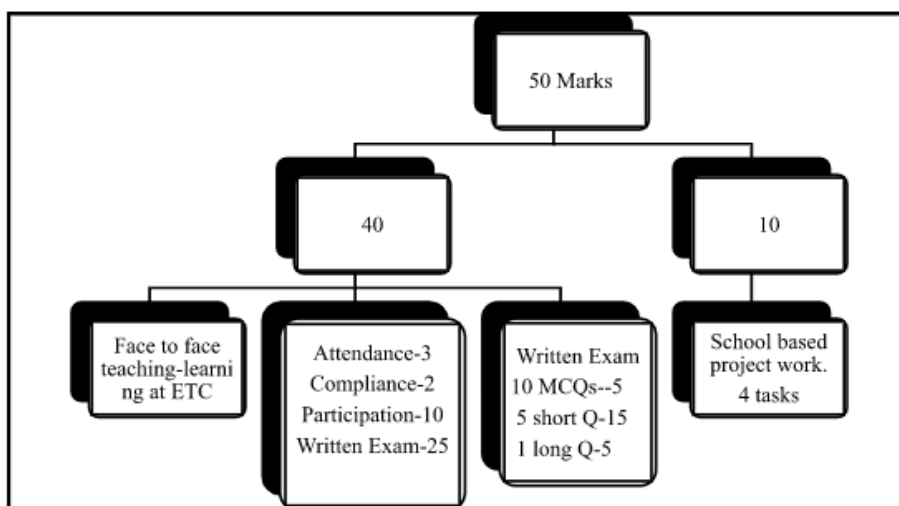 50 Marks
40
10
Face to face
teaching-learni
ng at ETC
Attendance-3
Compliance-2
Participation-10
Written Exam-25
Written Exam
10 MCQs--5
5 short Q-15
1 long Q-5
School based
project work.
4 tasks